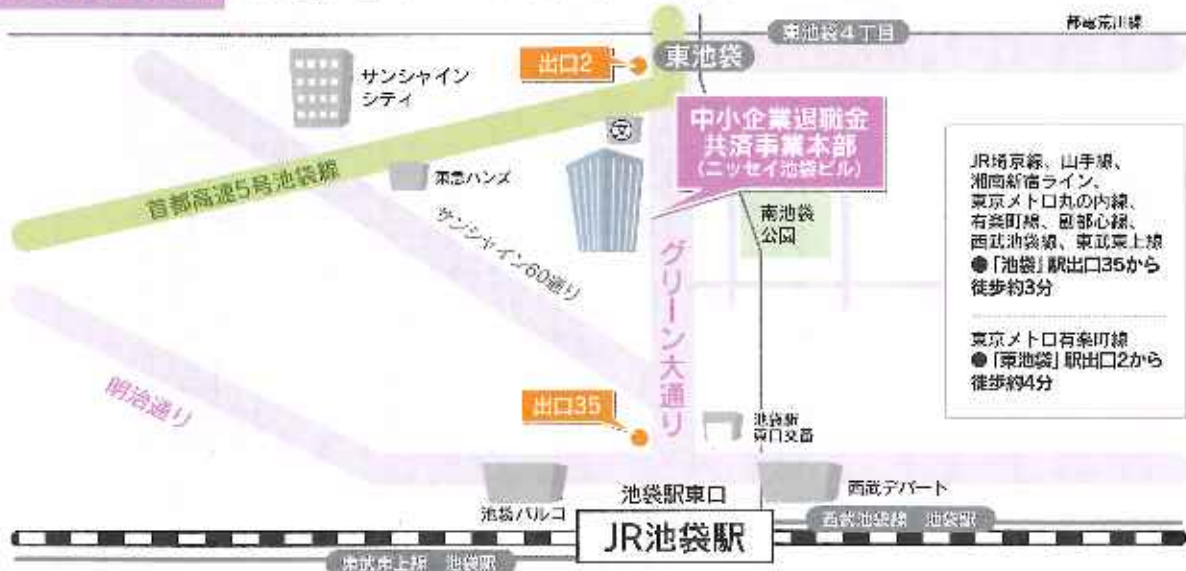 都電荒川線
東池袋4丁目
東池袋
出口2
サンシャイン
シティ
中小企業退職金
共済事業本部
(ニッセイ池袋ビル)
文
首都高速5号池袋線
東急ハンズ
サンシャイン60通り
南池袋
公園
グリーン大通り
JR埼京線、山手線、
湘南新宿ライン、
東京メトロ丸の内線、
有楽町線、副都心線、
西武池袋線、東武東上線
●「池袋」駅出口35から
徒歩約3分
東京メトロ有楽町線
●「東池袋」駅出口2から
徒歩約4分
明治通り
出口35
池袋駅
東口交番
池袋パルコ
池袋駅東口
西武デパート
西武池袋線 池袋駅
JR池袋駅
東武東上線 池袋駅